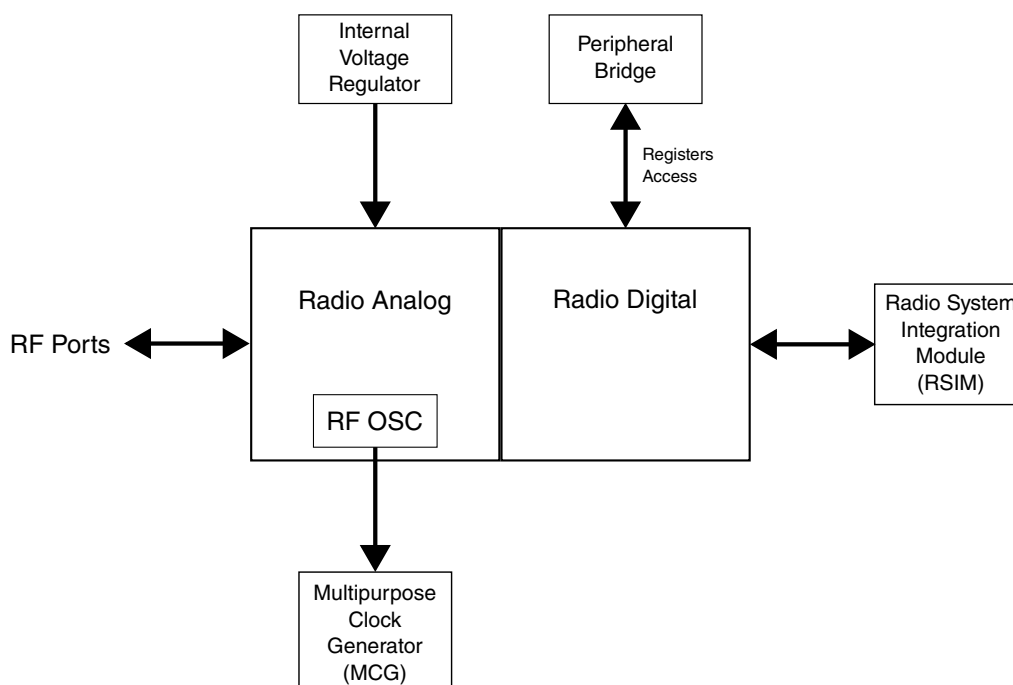 Internal
Voltage
Regulator
Peripheral
Bridge
Registers
Access
Radio Analog
Radio Digital
RF Ports
Radio System
Integration
Module
(RSIM)
RF OSC
Multipurpose
Clock
Generator
(MCG)